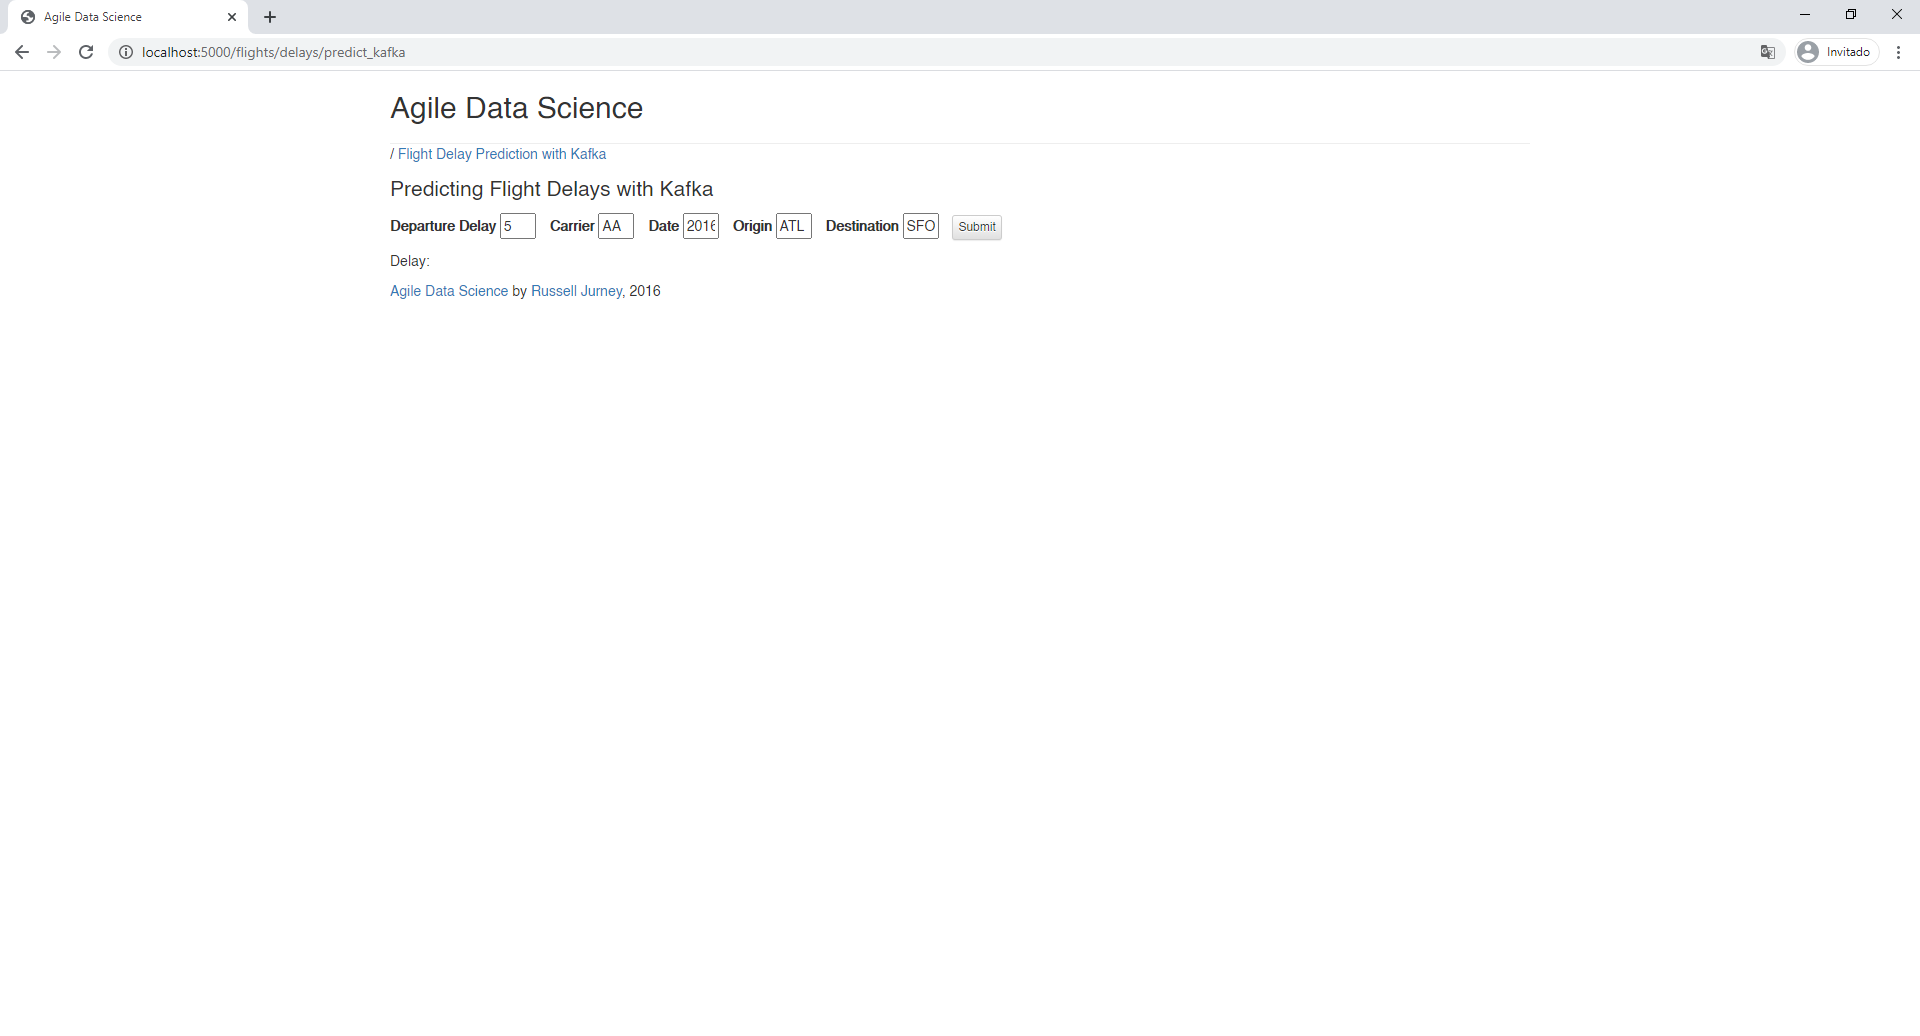 Agile Data Science
localhost:5000/flights/delays/predict_kafka
Invitado
Agile Data Science
/ Flight Delay Prediction with Kafka
Predicting Flight Delays with Kafka
Departure Delay 5 Carrier AA Date 2016 Origin ATL Destination SFO Submit
Delay:
Agile Data Science by Russell Jurney, 2016